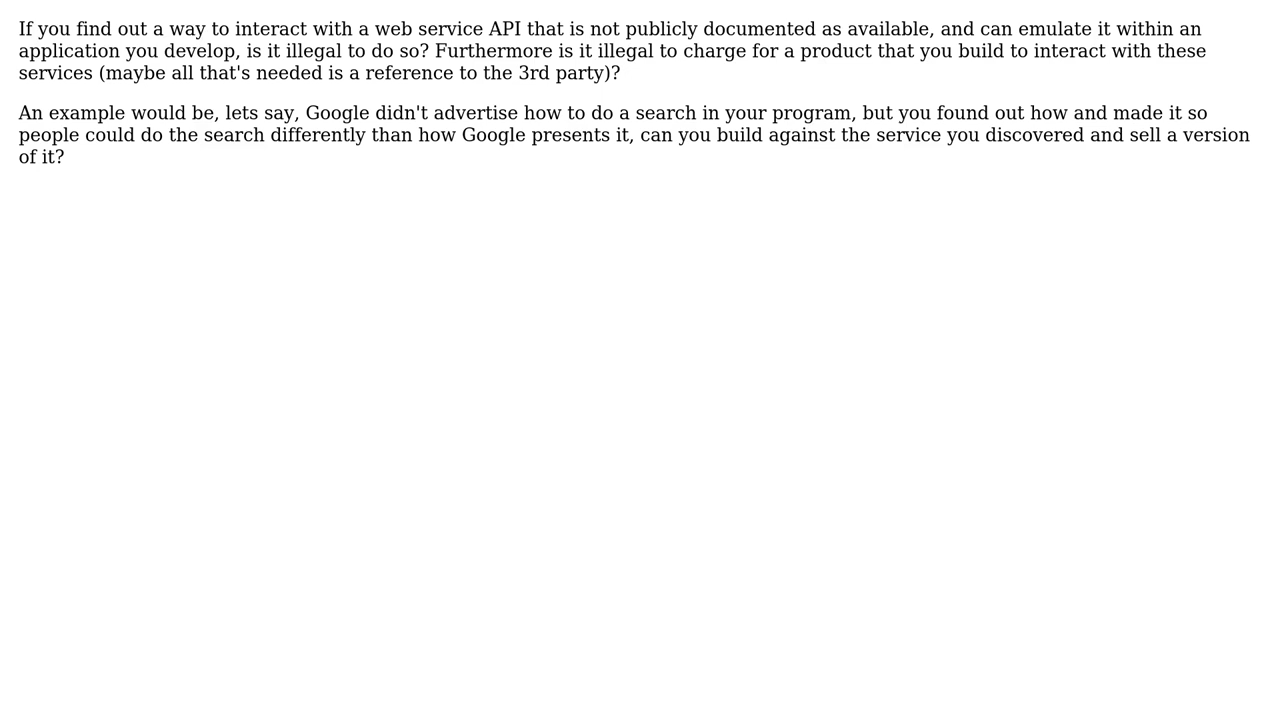 If you find out a way to interact with a web service API that is not publicly documented as available, and can emulate it within an
application you develop, is it illegal to do so? Furthermore is it illegal to charge for a product that you build to interact with these
services (maybe all that's needed is a reference to the 3rd party)?
An example would be, lets say, Google didn't advertise how to do a search in your program, but you found out how and made it so
people could do the search differently than how Google presents it, can you build against the service you discovered and sell a version
of it?